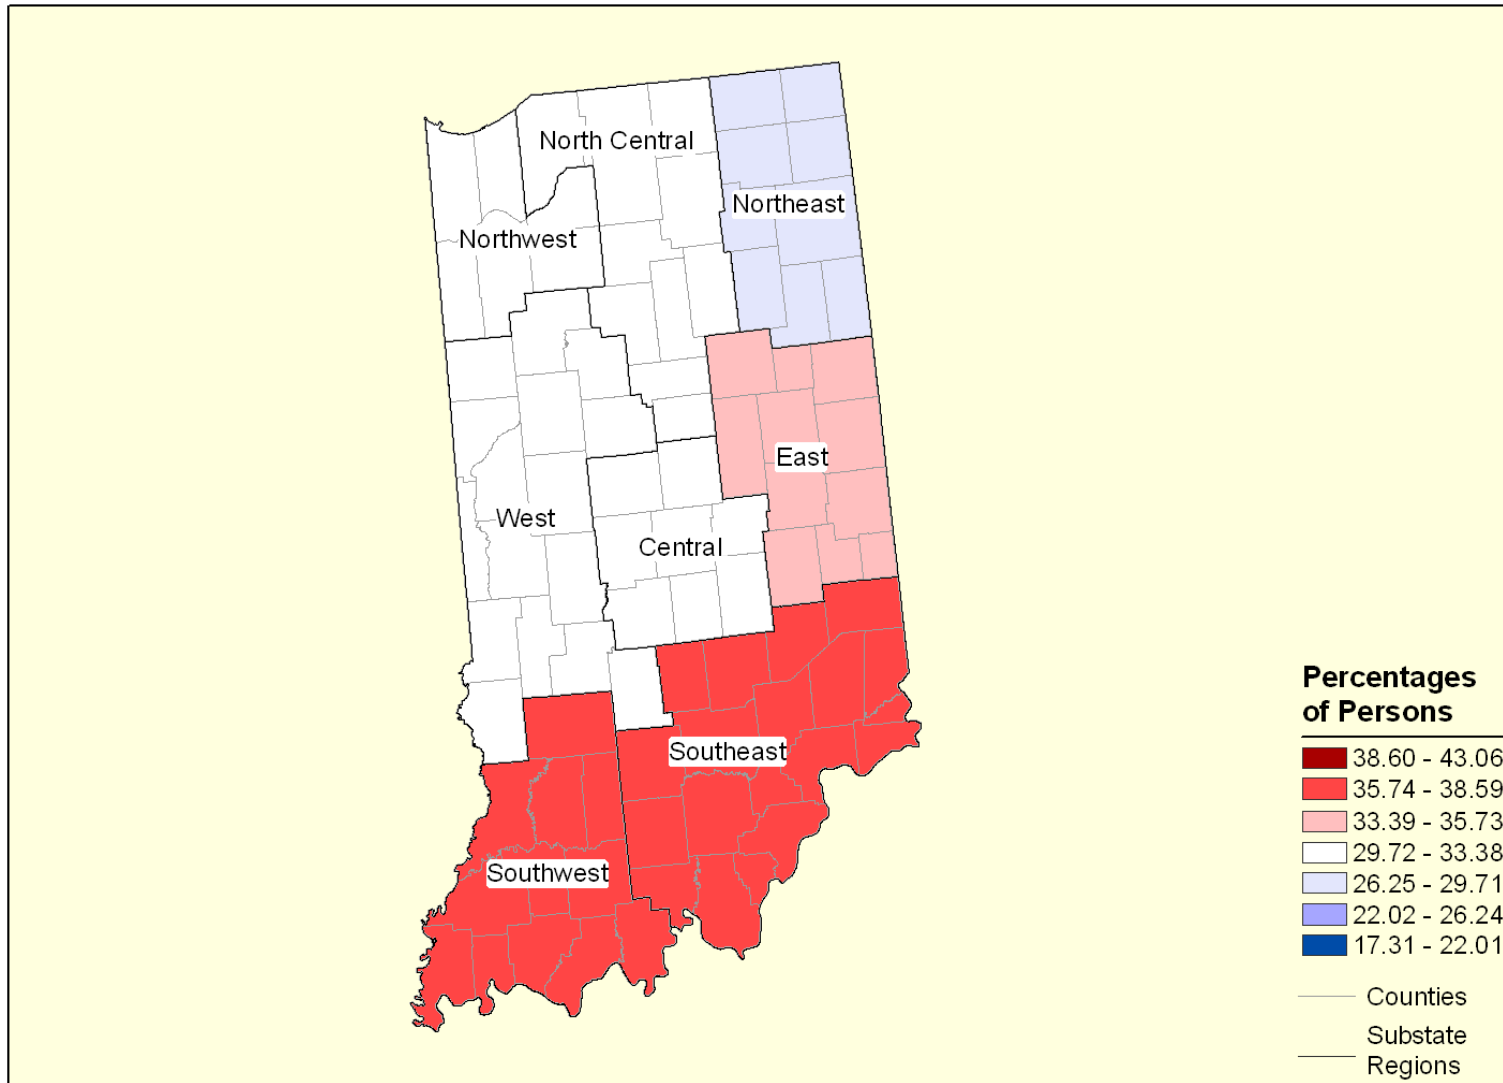 North Central
Northeast
Northwest
East
West
Central
Southeast
Southwest
Percentages
of Persons
38.60 - 43.06
35.74 - 38.59
33.39 - 35.73
29.72 - 33.38
26.25 - 29.71
22.02 - 26.24
17.31 - 22.01
Counties
Substate
Regions